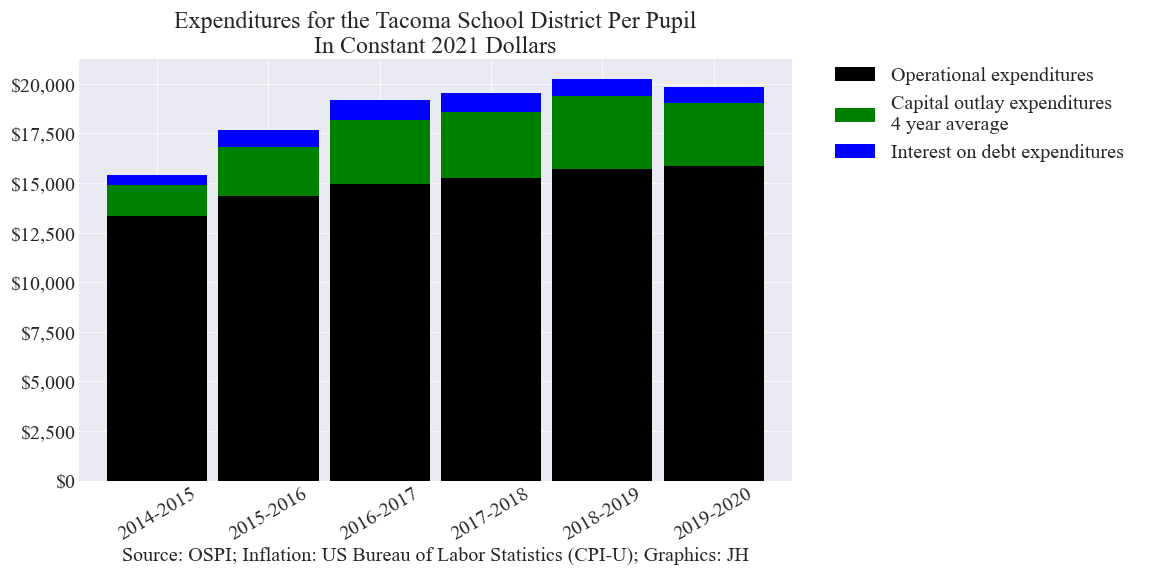 Expenditures for the Tacoma School District Per Pupil
In Constant 2021 Dollars
$20,000
$17,500
$15,000
$12,500
$10,000
$7,500
$5,000
$2,500
$0
Operational expenditures
Capital outlay expenditures
4 year average
Interest on debt expenditures
2014-2015
2015-2016
2016-2017
2017-2018
2018-2019
2019-2020
Source: OSPI; Inflation: US Bureau of Labor Statistics (CPI-U); Graphics: JH